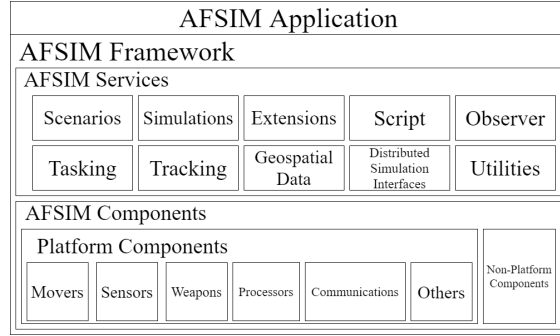 AFSIM Application
AFSIM Framework
AFSIM Services
Scenarios
Simulations
Extensions
Script
Observer
Tasking
Tracking
Geospatial
Data
Distributed
Simulation
Interfaces
Utilities
AFSIM Components
Platform Components
Movers
Sensors
Weapons
Processors
Communications
Others
Non-Platform
Components